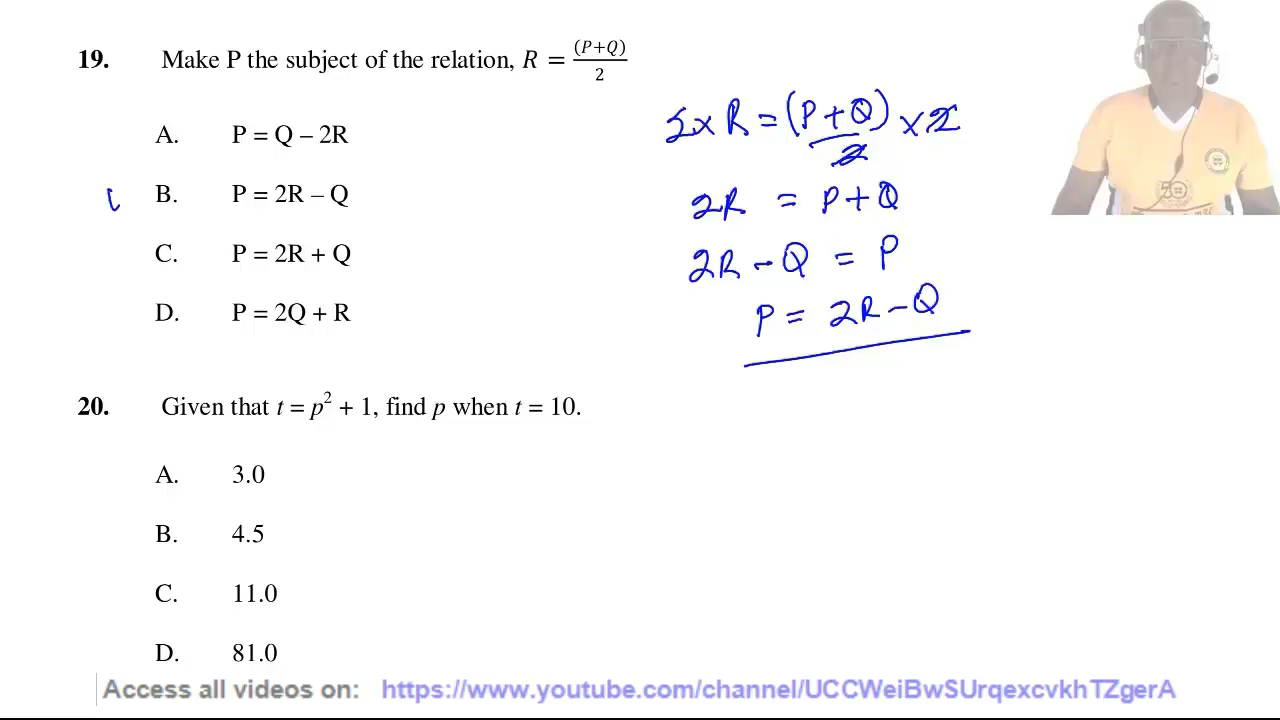 19. Make P the subject of the relation, R = (P+Q)/2
A. P = Q – 2R
B. P = 2R – Q
C. P = 2R + Q
D. P = 2Q + R
2 x R = (P + Q)/2 x 2
2R = P + Q
2R - Q = P
P = 2R - Q
20. Given that t = p² + 1, find p when t = 10.
A. 3.0
B. 4.5
C. 11.0
D. 81.0
Access all videos on: https://www.youtube.com/channel/UCCWeiBwSUrqexcvkhTZgerA